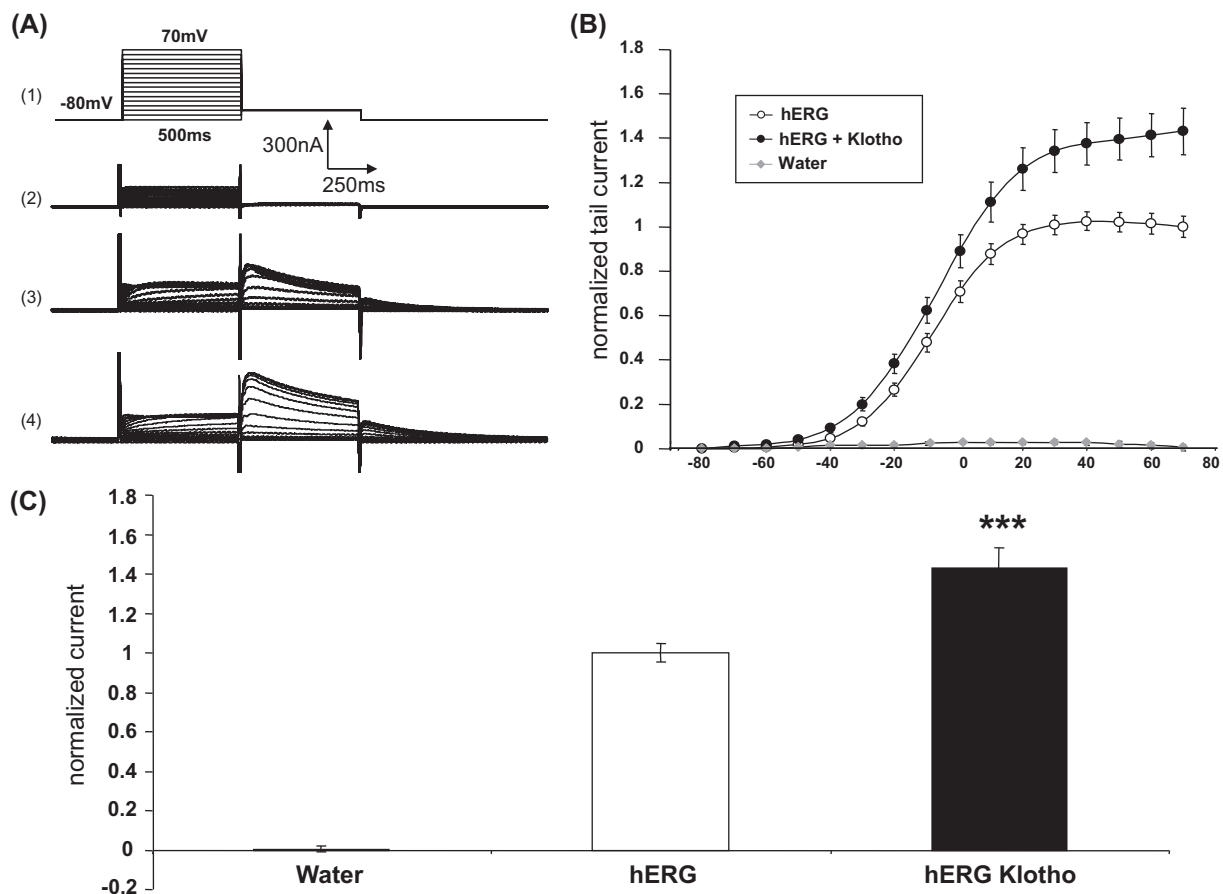 (A)
70mV
(1)
-80mV
500ms
300nA
250ms
(2)
(3)
(4)
(B)
1.8
1.6
1.4
1.2
1
0.8
0.6
0.4
0.2
0
normalized tail current
hERG
hERG + Klotho
Water
-80 -60 -40 -20 0 20 40 60 80
(C)
1.8
1.6
1.4
1.2
1
0.8
0.6
0.4
0.2
0
-0.2
normalized current
***
Water hERG hERG Klotho